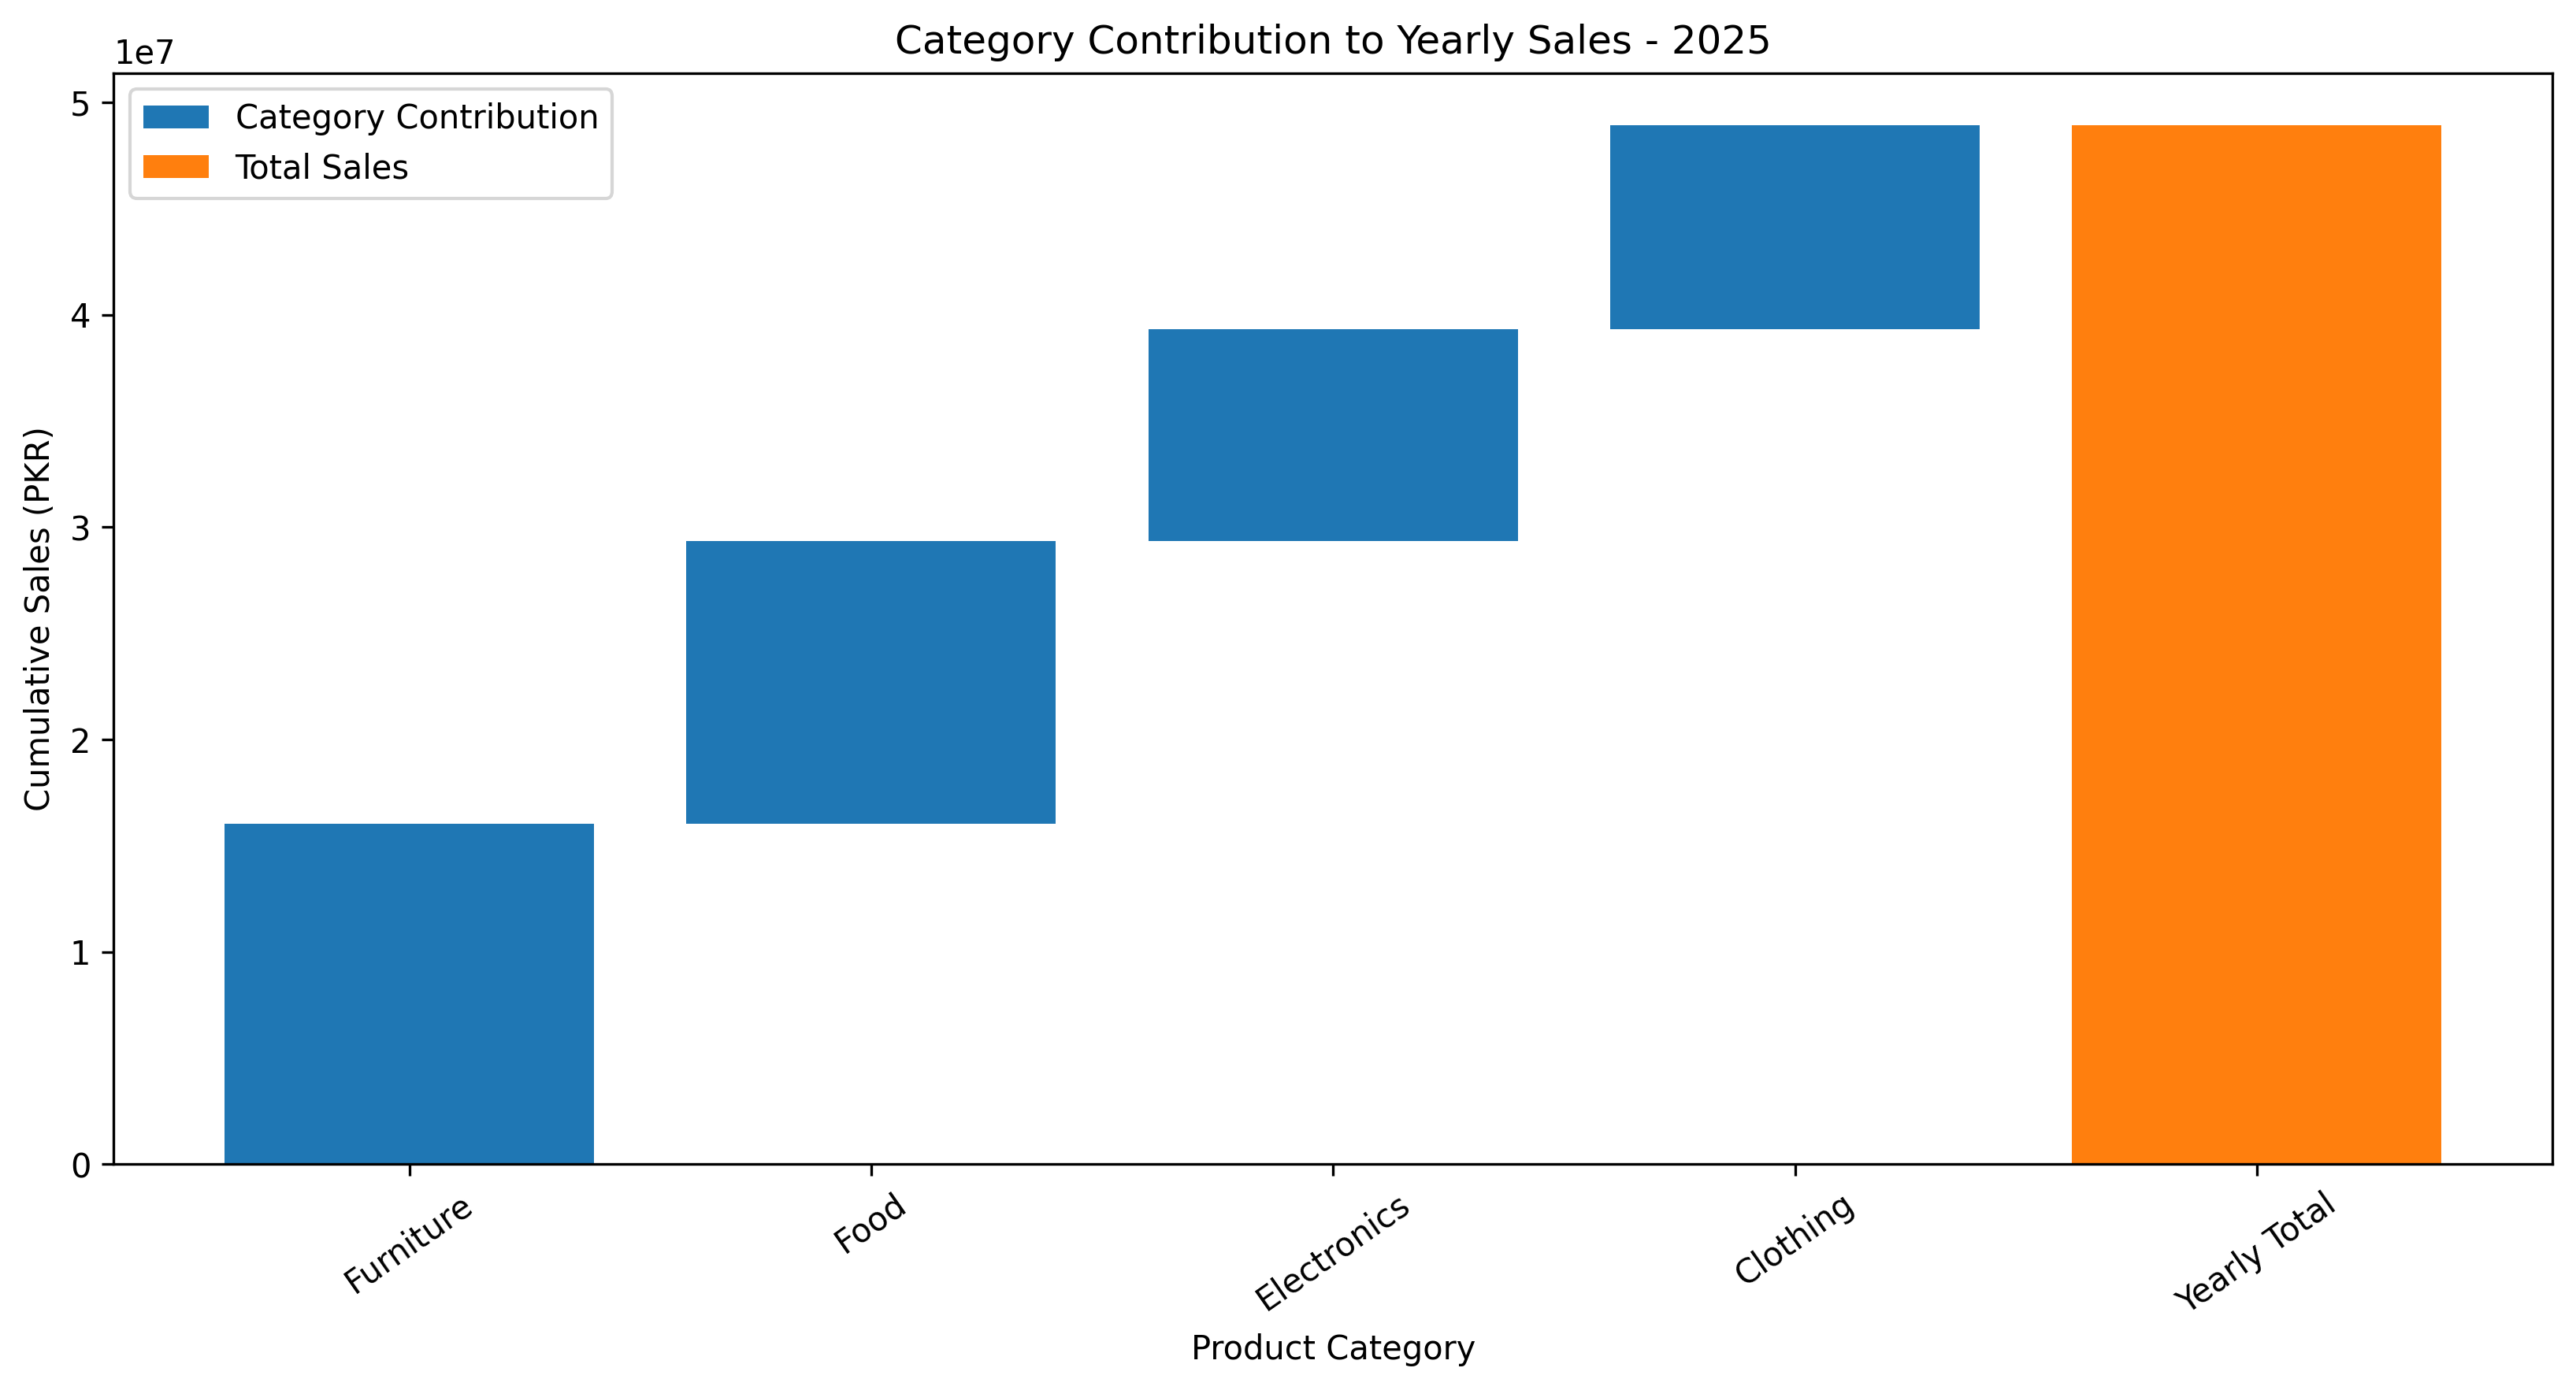 Category Contribution to Yearly Sales - 2025
1e7
Category Contribution
Total Sales
5
4
3
2
1
0
Cumulative Sales (PKR)
Furniture
Food
Electronics
Clothing
Yearly Total
Product Category